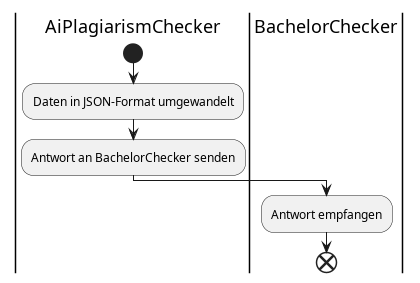 AiPlagiarismChecker
BachelorChecker
Daten in JSON-Format umgewandelt
Antwort an BachelorChecker senden
Antwort empfangen